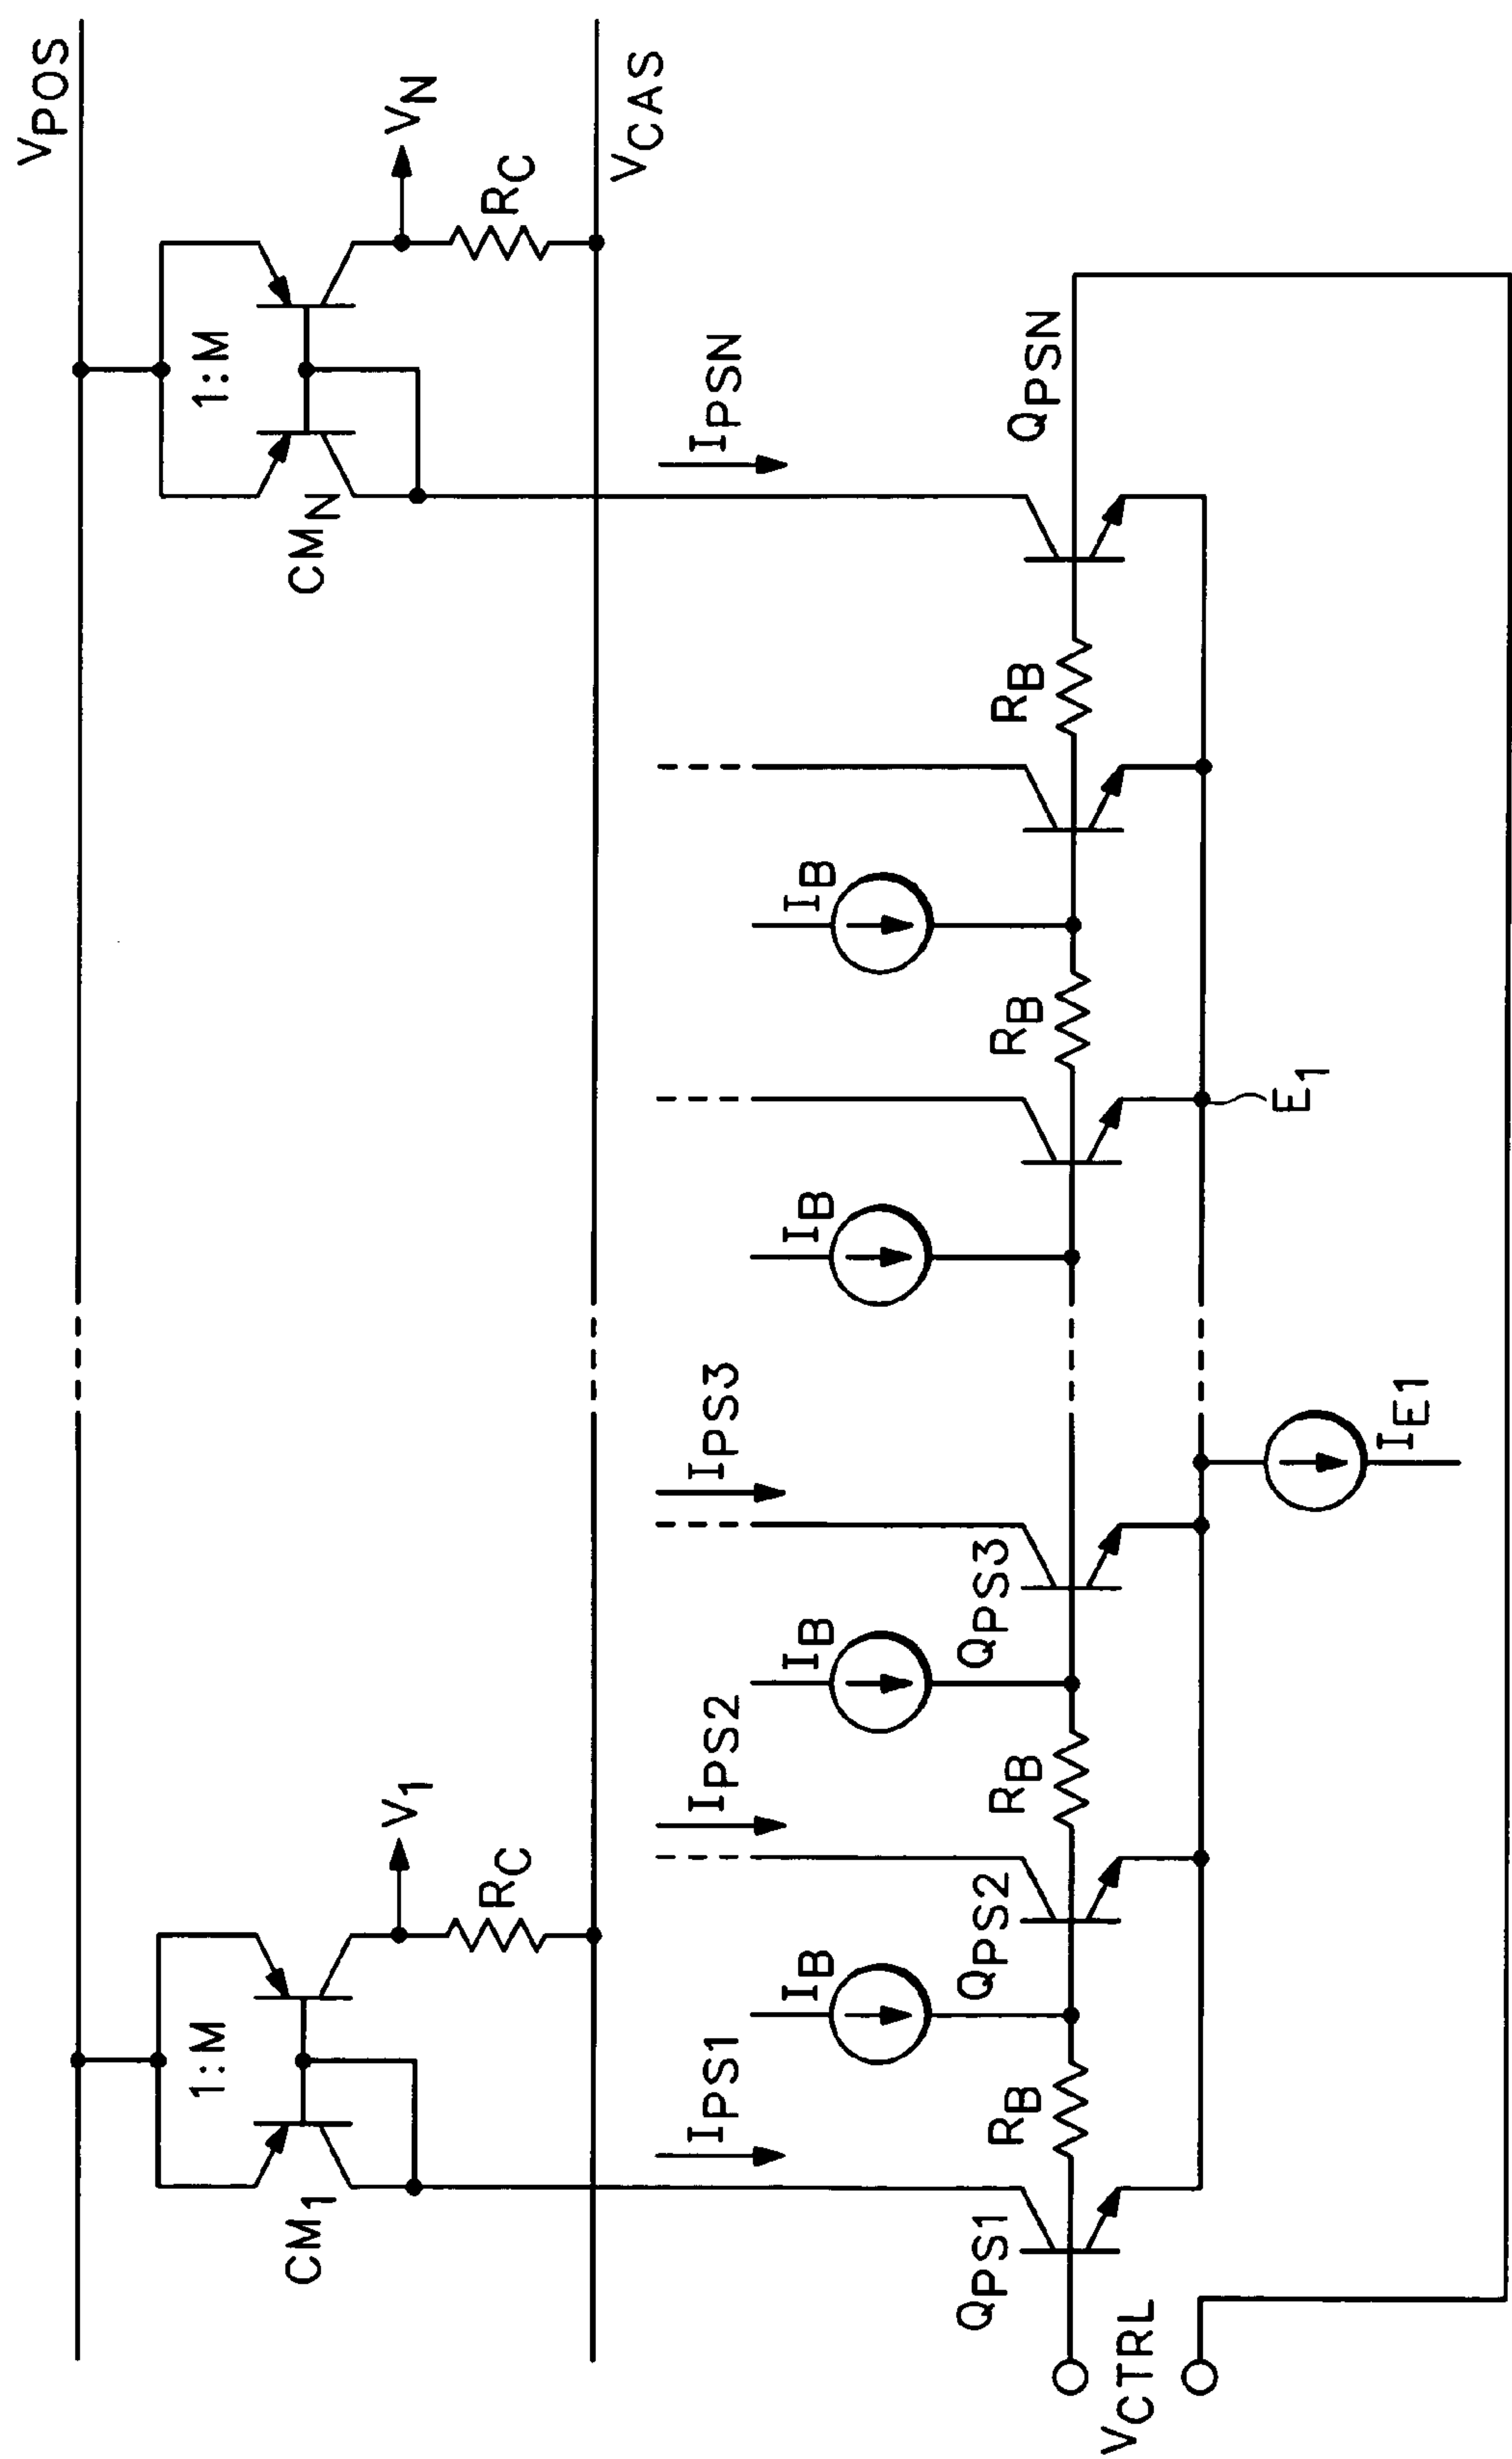 VPOS
VN
RC
VCAS
1:M
CMN
IPSN
QPSN
RB
IB
RB
IB
E1
IPS3
QPS3
IB
IPS2
RB
IE1
V1
RC
1:M
CM1
QPS2
IB
IPS1
RB
QPS1
VCTRL